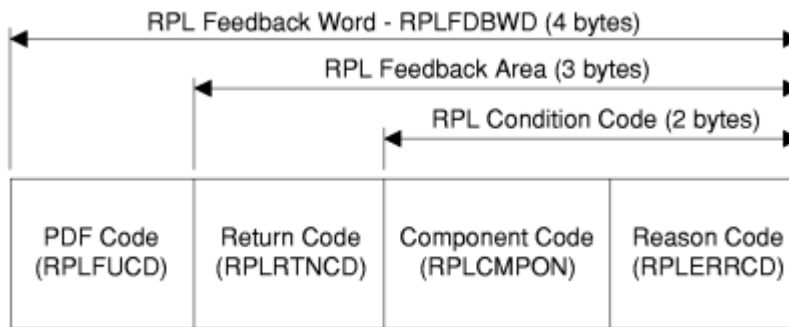 RPL Feedback Word - RPLFDBWD (4 bytes)
RPL Feedback Area (3 bytes)
RPL Condition Code (2 bytes)
PDF Code Return Code Component Code Reason Code
(RPLFUCD) (RPLRTNCD) (RPLCMPON) (RPLERRCD)